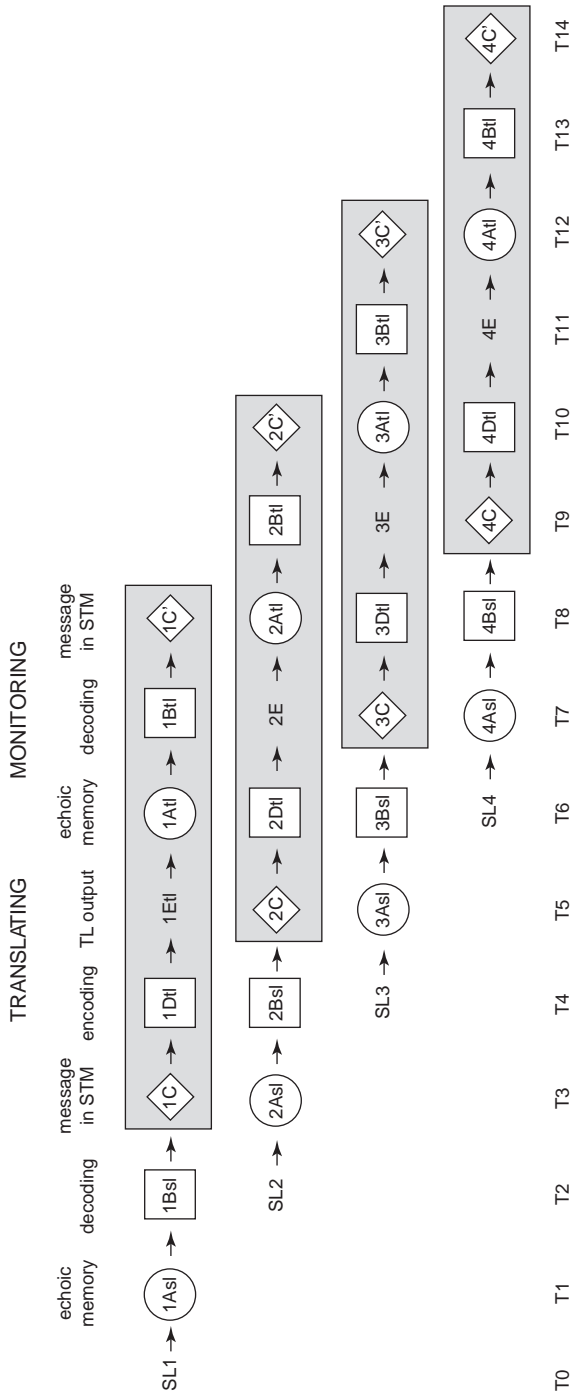 TRANSLATING MONITORING
echoic memory decoding message in STM encoding TL output echoic memory decoding message in STM
SL1 1Asl 1Bsl 1C 1Dtl 1Etl 1Atl 1Btl 1C'
SL2 2Asl 2Bsl 2C 2Dtl 2E 2Atl 2Btl 2C'
SL3 3Asl 3Bsl 3C 3Dtl 3E 3Atl 3Btl 3C'
SL4 4Asl 4Bsl 4C 4Dtl 4E 4Atl 4Btl 4C'
T0 T1 T2 T3 T4 T5 T6 T7 T8 T9 T10 T11 T12 T13 T14